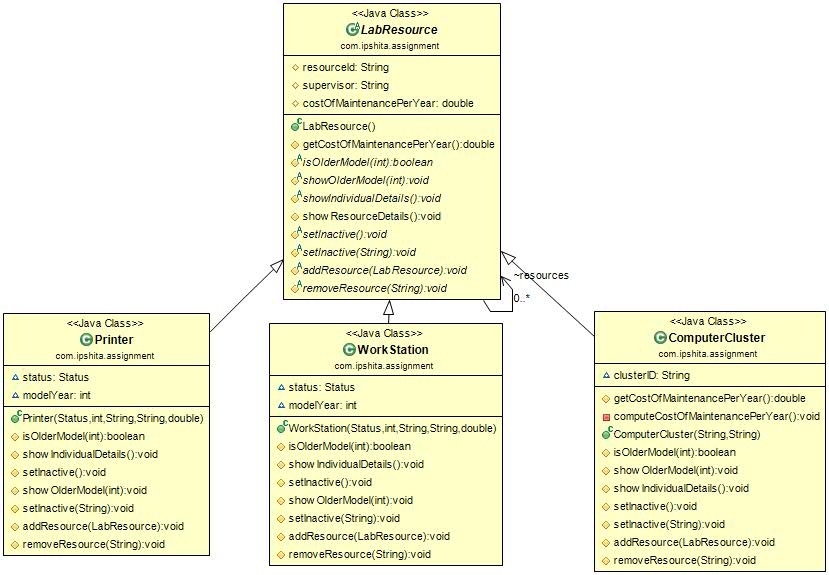 <<Java Class>>
LabResource
com.ipshita.assignment
resourceId: String
supervisor: String
costOfMaintenancePerYear: double
LabResource()
getCostOfMaintenancePerYear():double
isOlderModel(int):boolean
showOlderModel(int):void
showIndividualDetails():void
show ResourceDetails():void
setInactive():void
setInactive(String):void
addResource(LabResource):void
removeResource(String):void
~resources
0..*
<<Java Class>>
Printer
com.ipshita.assignment
status: Status
modelYear: int
Printer(Status,int,String,String,double)
isOlderModel(int):boolean
show IndividualDetails():void
setInactive():void
show OlderModel(int):void
setInactive(String):void
addResource(LabResource):void
removeResource(String):void
<<Java Class>>
WorkStation
com.ipshita.assignment
status: Status
modelYear: int
WorkStation(Status,int,String,String,double)
isOlderModel(int):boolean
show IndividualDetails():void
setInactive():void
show OlderModel(int):void
setInactive(String):void
addResource(LabResource):void
removeResource(String):void
<<Java Class>>
ComputerCluster
com.ipshita.assignment
clusterID: String
getCostOfMaintenancePerYear():double
computeCostOfMaintenancePerYear():void
ComputerCluster(String,String)
isOlderModel(int):boolean
show OlderModel(int):void
show IndividualDetails():void
setInactive():void
setInactive(String):void
addResource(LabResource):void
removeResource(String):void